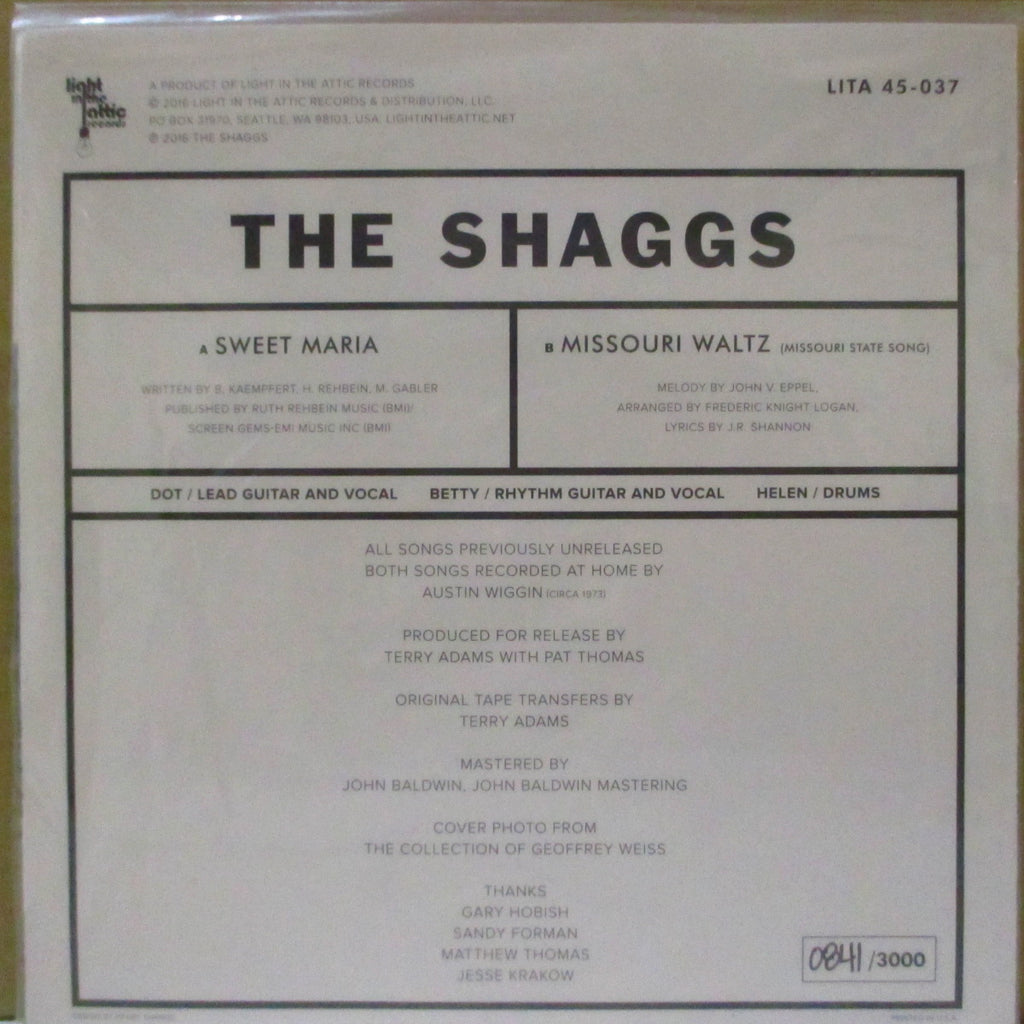 light
in the
attic
records
A PRODUCT OF LIGHT IN THE ATTIC RECORDS
© 2016 LIGHT IN THE ATTIC RECORDS & DISTRIBUTION, LLC.
PO BOX 31970, SEATTLE, WA 98103, USA. LIGHTINTHEATTIC.NET
℗ 2016 THE SHAGGS
LITA 45-037
THE SHAGGS
A SWEET MARIA
WRITTEN BY B. KAEMPFERT, H. REHBEIN, M. GABLER
PUBLISHED BY RUTH REHBEIN MUSIC (BMI)/
SCREEN GEMS-EMI MUSIC INC (BMI)
B MISSOURI WALTZ (MISSOURI STATE SONG)
MELODY BY JOHN V. EPPEL,
ARRANGED BY FREDERIC KNIGHT LOGAN,
LYRICS BY J.R. SHANNON
DOT / LEAD GUITAR AND VOCAL BETTY / RHYTHM GUITAR AND VOCAL HELEN / DRUMS
ALL SONGS PREVIOUSLY UNRELEASED
BOTH SONGS RECORDED AT HOME BY
AUSTIN WIGGIN (CIRCA 1973)
PRODUCED FOR RELEASE BY
TERRY ADAMS WITH PAT THOMAS
ORIGINAL TAPE TRANSFERS BY
TERRY ADAMS
MASTERED BY
JOHN BALDWIN, JOHN BALDWIN MASTERING
COVER PHOTO FROM
THE COLLECTION OF GEOFFREY WEISS
THANKS
GARY HOBISH
SANDY FORMAN
MATTHEW THOMAS
JESSE KRAKOW
0841 /3000
PRINTED IN U.S.A.